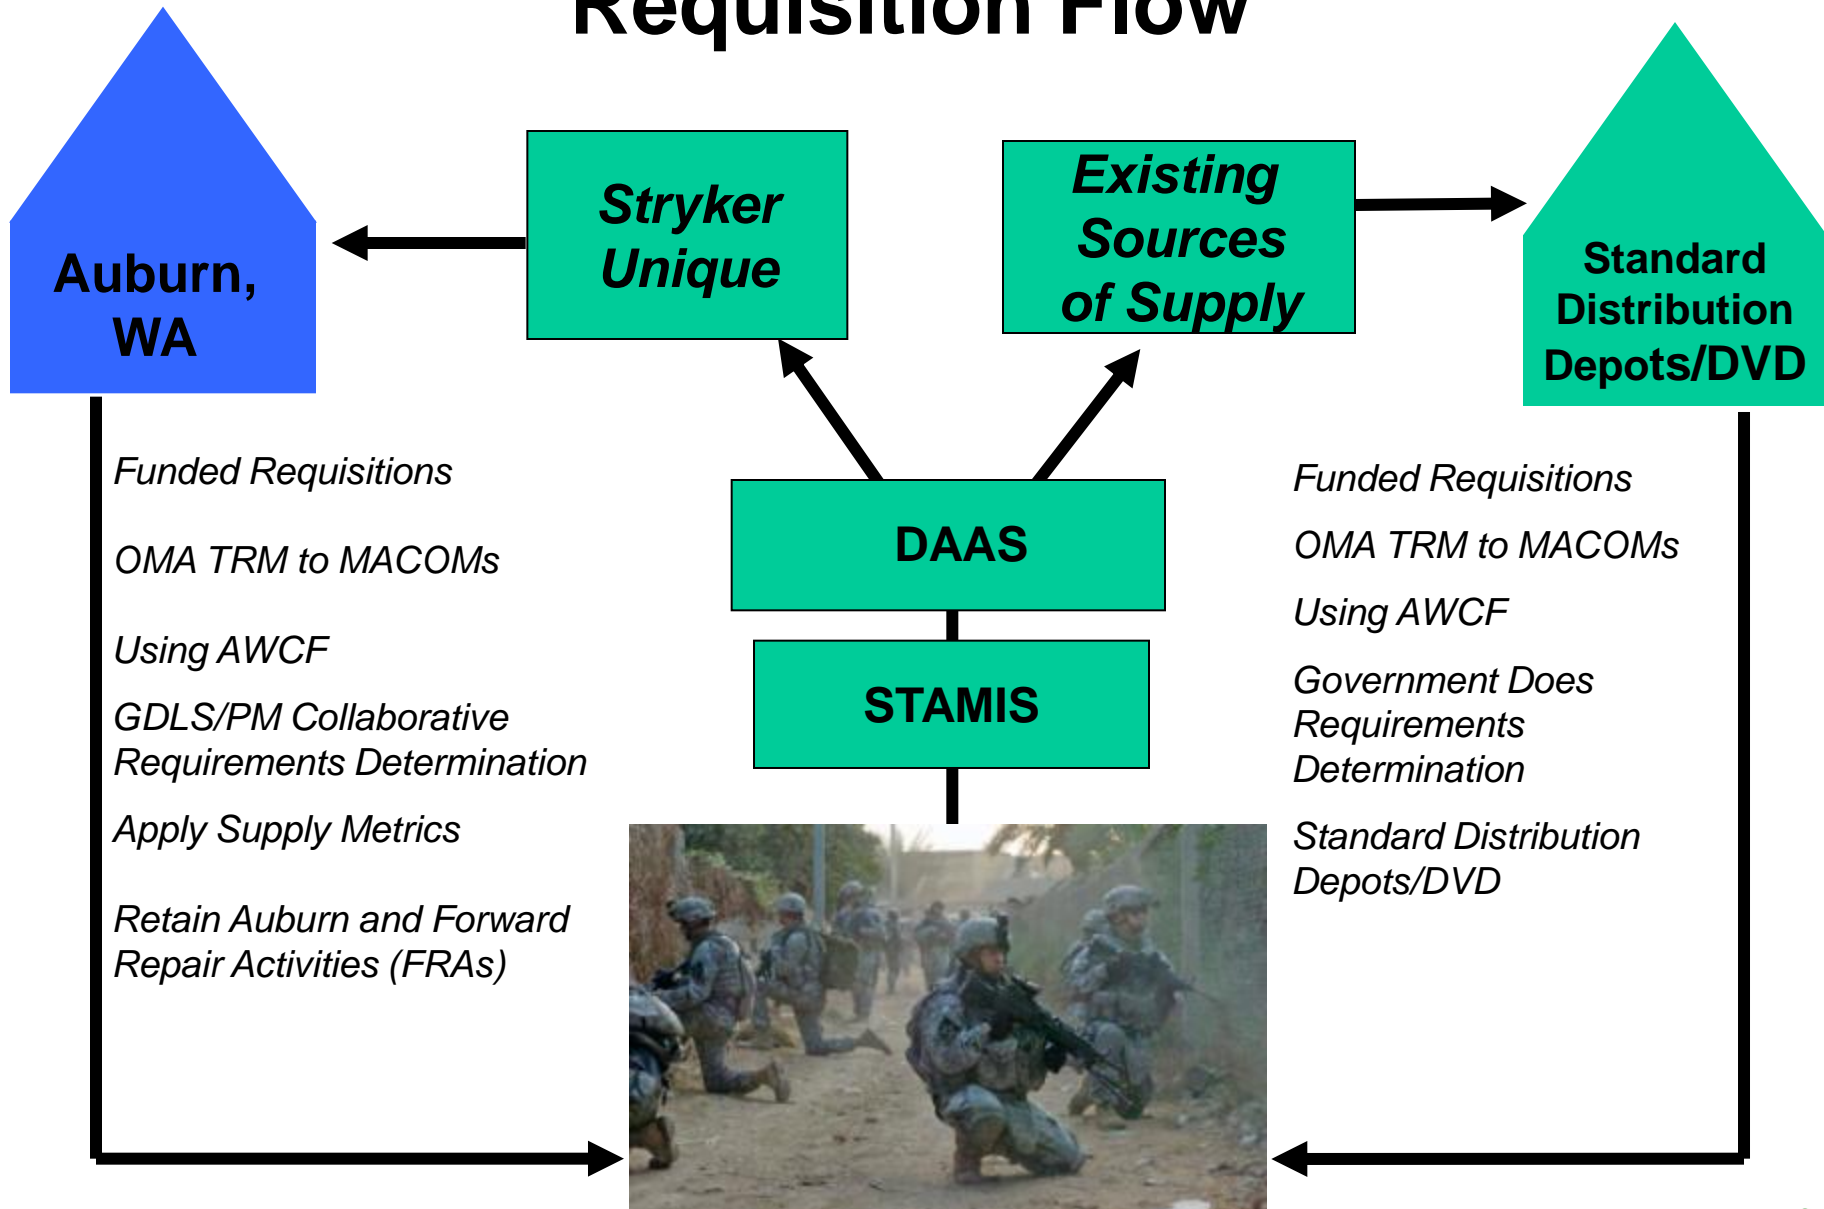 Requisition Flow
Auburn,
WA
Stryker
Unique
Existing
Sources
of Supply
Standard
Distribution
Depots/DVD
DAAS
STAMIS
Funded Requisitions
OMA TRM to MACOMs
Using AWCF
GDLS/PM Collaborative
Requirements Determination
Apply Supply Metrics
Retain Auburn and Forward
Repair Activities (FRAs)
Funded Requisitions
OMA TRM to MACOMs
Using AWCF
Government Does
Requirements
Determination
Standard Distribution
Depots/DVD